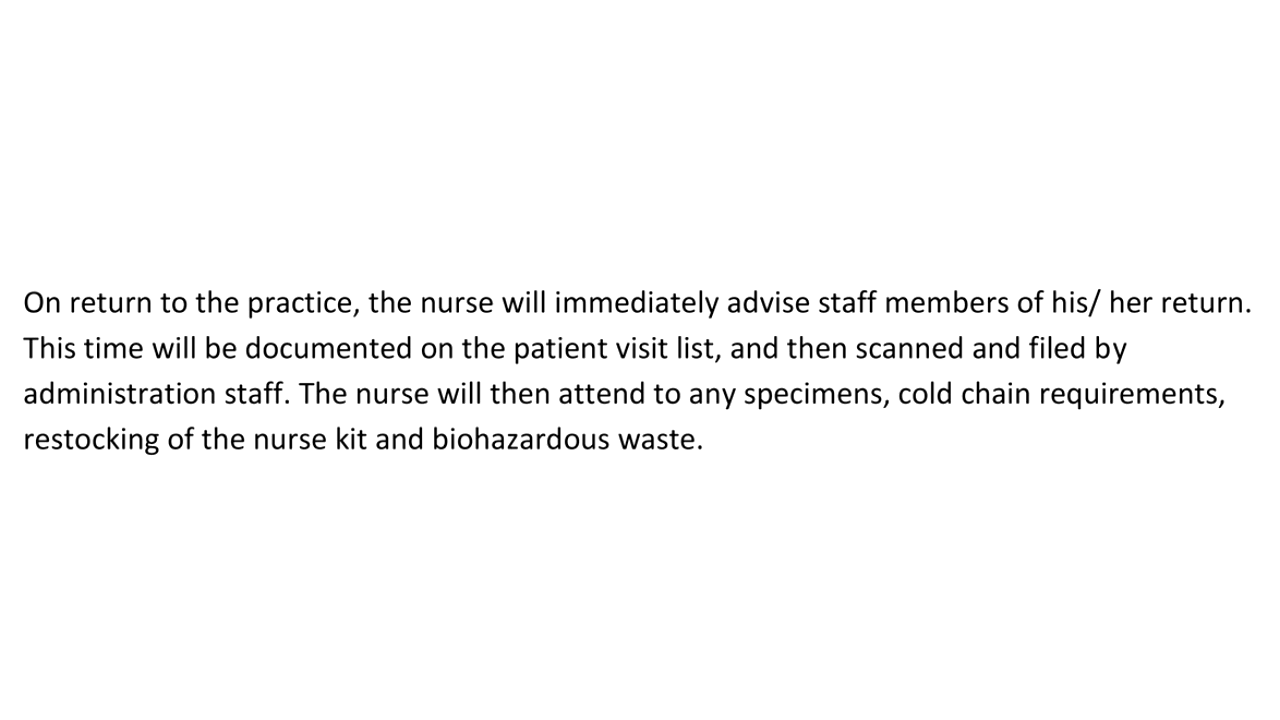 On return to the practice, the nurse will immediately advise staff members of his/ her return.
This time will be documented on the patient visit list, and then scanned and filed by
administration staff. The nurse will then attend to any specimens, cold chain requirements,
restocking of the nurse kit and biohazardous waste.